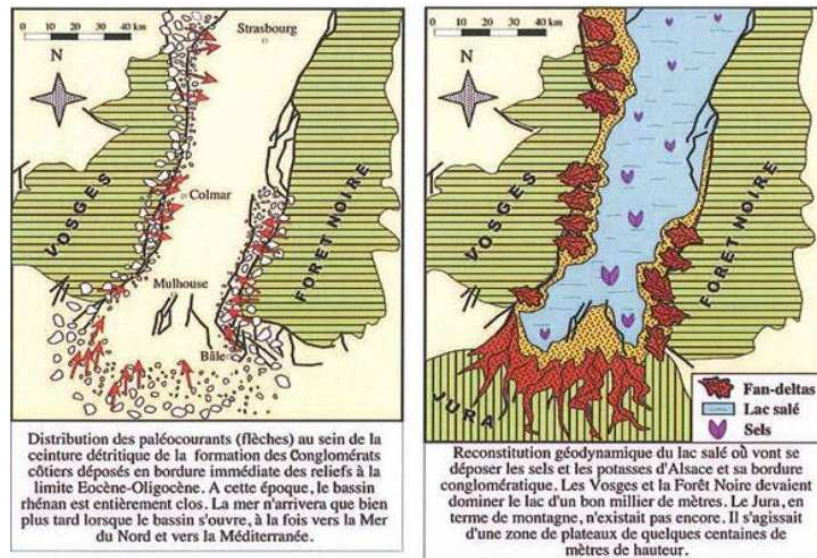 0 10 20 30 40 km
Strasbourg
N
VOSGES
Colmar
FORET NOIRE
Mulhouse
Bâle
Distribution des paléocourants (flèches) au sein de la
ceinture détritique de la formation des Conglomérats
côtiers déposés en bordure immédiate des reliefs à la
limite Eocène-Oligocène. A cette époque, le bassin
rhénan est entièrement clos. La mer n'arrivera que bien
plus tard lorsque le bassin s'ouvre, à la fois vers la Mer
du Nord et vers la Méditerranée.
0 10 20 30 40 km
N
VOSGES
FORET NOIRE
JURA
Fan-deltas
Lac salé
Sels
Reconstitution géodynamique du lac salé où vont se
déposer les sels et les potasses d'Alsace et sa bordure
conglomératique. Les Vosges et la Forêt Noire devaient
dominer le lac d'un bon millier de mètres. Le Jura, en
terme de montagne, n'existait pas encore. Il s'agissait
d'une zone de plateaux de quelques centaines de
mètres de hauteur.